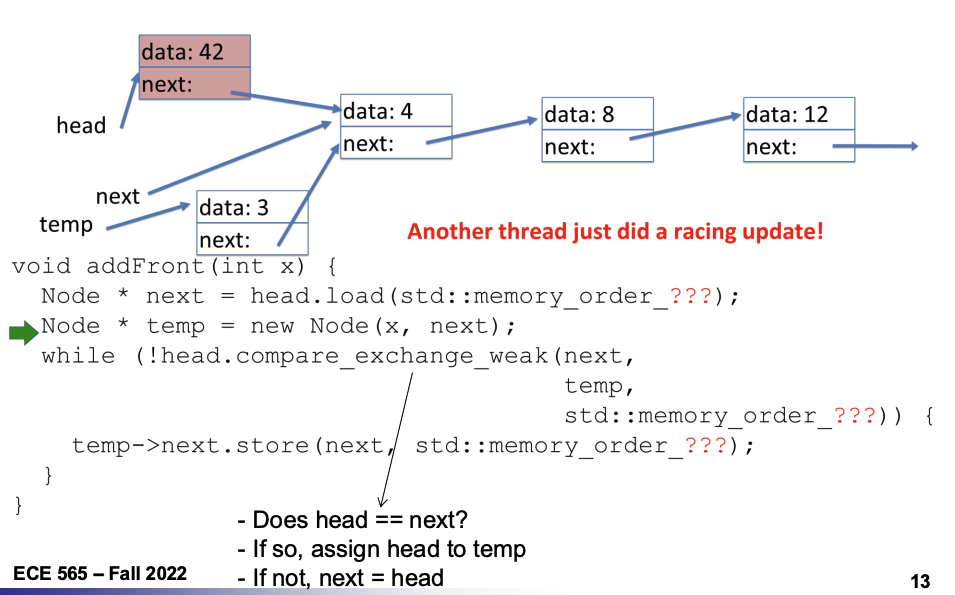 data: 42
next:
head
data: 4
next:
data: 8
next:
data: 12
next:
next
temp
data: 3
next:
Another thread just did a racing update!
void addFront(int x) {
Node * next = head.load(std::memory_order_???);
Node * temp = new Node(x, next);
while (!head.compare_exchange_weak(next,
temp,
std::memory_order_???)) {
temp->next.store(next, std::memory_order_???);
}
}
- Does head == next?
- If so, assign head to temp
- If not, next = head
ECE 565 – Fall 2022
13